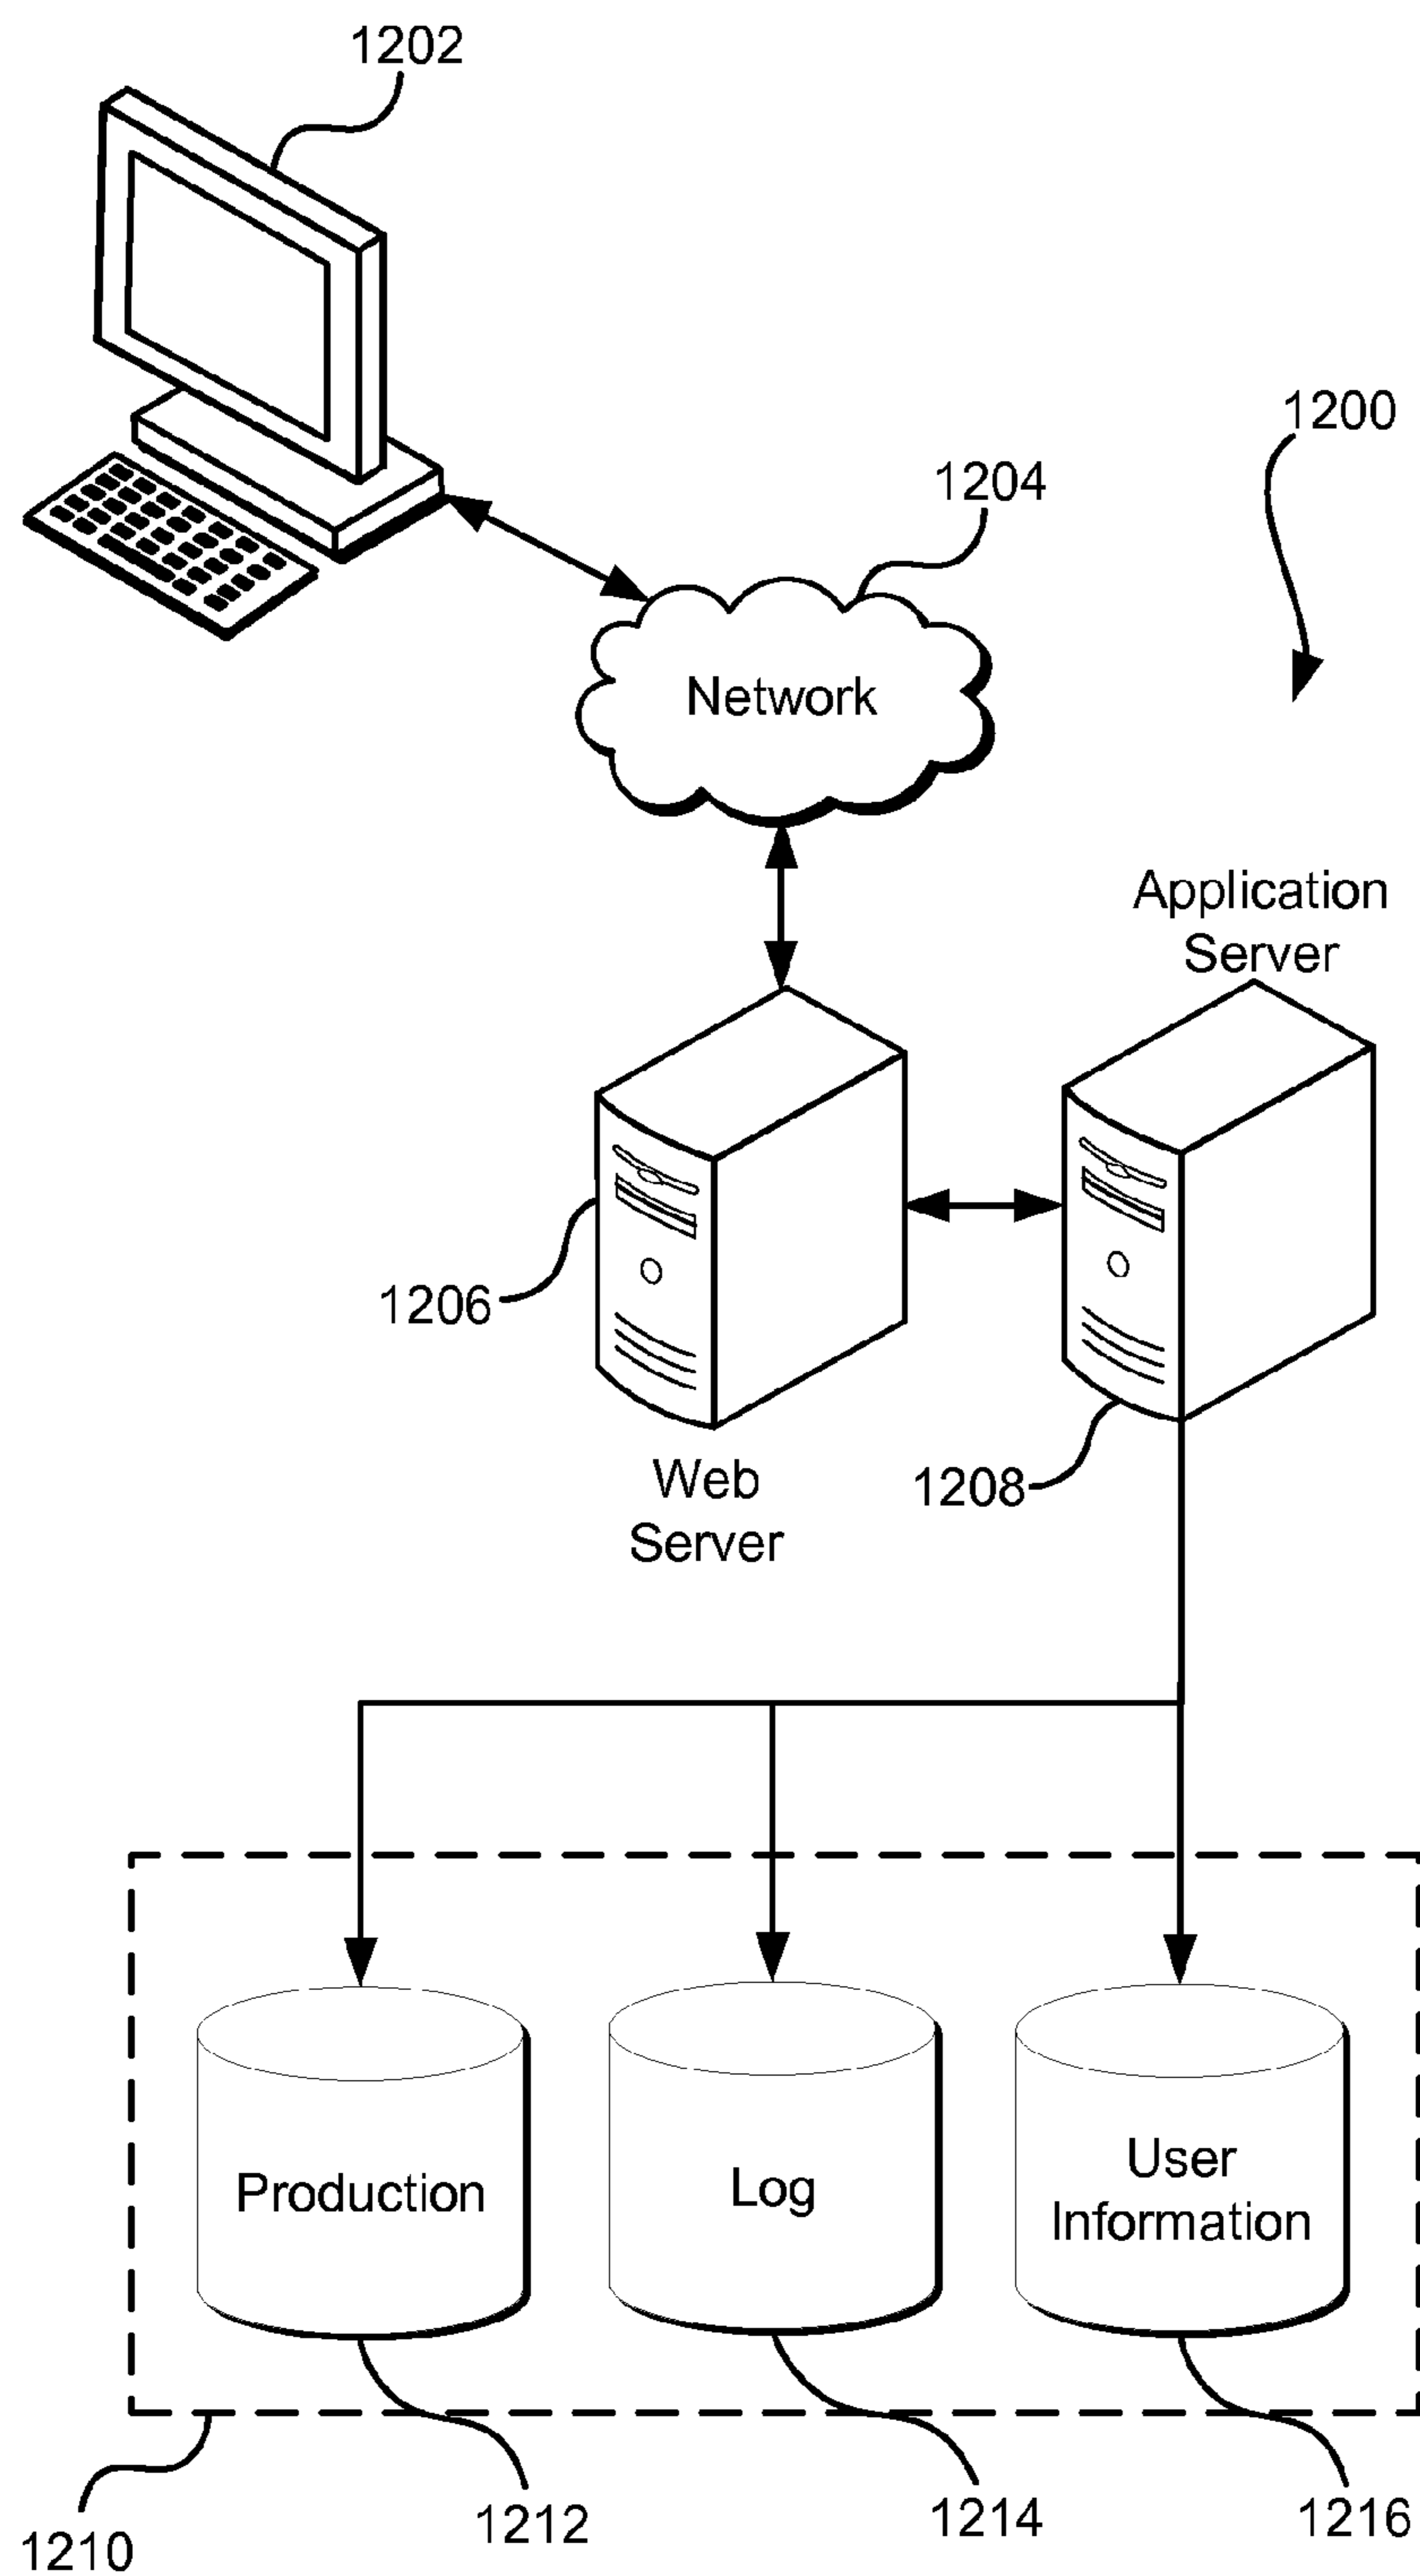 1202
1200
1204
Network
Application
Server
1206
Web
Server
1208
Production
Log
User
Information
1210
1212
1214
1216